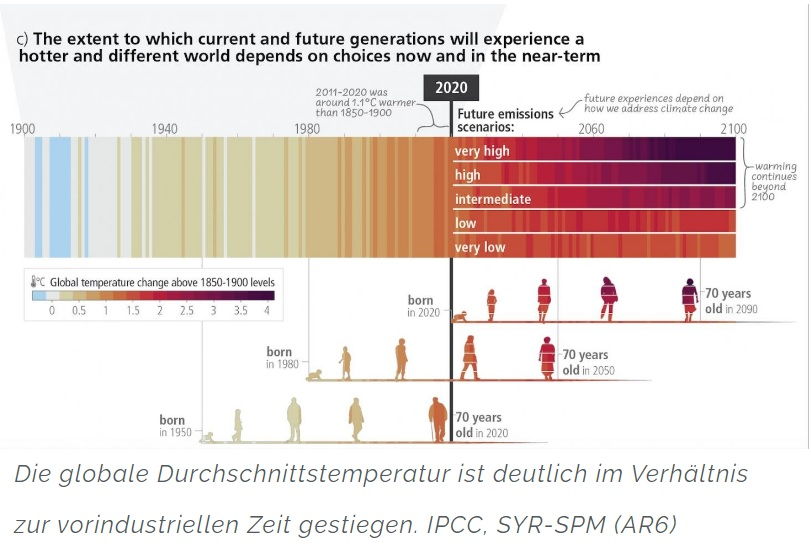 c) The extent to which current and future generations will experience a
hotter and different world depends on choices now and in the near-term
2011–2020 was
around 1.1°C warmer
than 1850-1900
2020
future experiences depend on
how we address climate change
Future emissions
scenarios:
1900
1940
1980
2060
2100
very high
high
intermediate
low
very low
warming
continues
beyond
2100
°C Global temperature change above 1850-1900 levels
0 0.5 1 1.5 2 2.5 3 3.5 4
born
in 2020
70 years
old in 2090
born
in 1980
70 years
old in 2050
born
in 1950
70 years
old in 2020
Die globale Durchschnittstemperatur ist deutlich im Verhältnis
zur vorindustriellen Zeit gestiegen. IPCC, SYR-SPM (AR6)